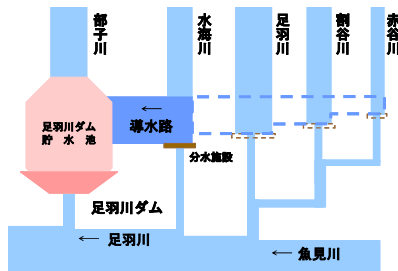 部子川
水海川
足羽川
割谷川
赤谷川
足羽川ダム
貯水池
導水路
分水施設
足羽川ダム
足羽川
魚見川